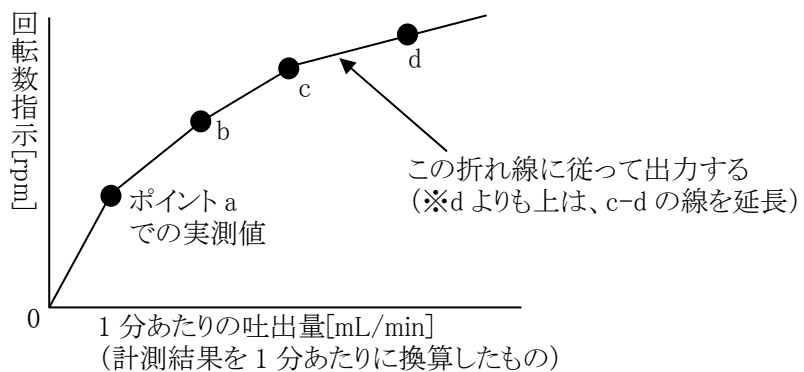 回転数指示[rpm]
d
c
b
この折れ線に従って出力する
(※d よりも上は、c-d の線を延長)
ポイント a
での実測値
0
1 分あたりの吐出量[mL/min]
(計測結果を 1 分あたりに換算したもの)